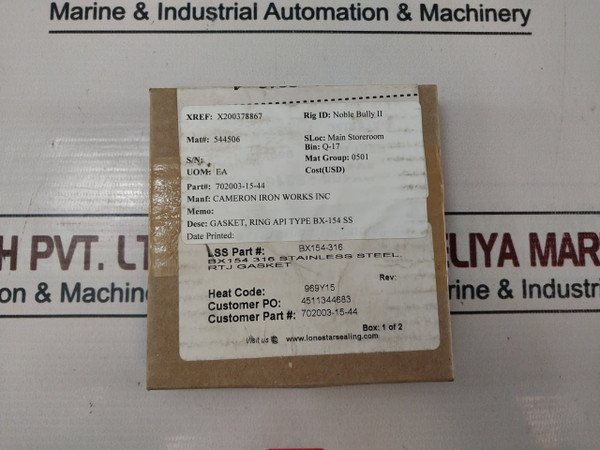 Marine & Industrial Automation & Machinery
XREF: X200378867 Rig ID: Noble Bully II
Mat#: 544506 SLoc: Main Storeroom
Bin: Q-17
S/N: Mat Group: 0501
UOM: EA Cost(USD)
Part#: 702003-15-44
Manf: CAMERON IRON WORKS INC
Memo:
Desc: GASKET, RING API TYPE BX-154 SS
Date Printed:
LSS Part #: BX154-316
BX154 316 STAINLESS STEEL,
RTJ GASKET
Rev:
Heat Code: 969Y15
Customer PO: 4511344683
Customer Part #: 702003-15-44
Box: 1 of 2
Visit us @ www.lonestarsealing.com
H PVT. LT
ELIYA MAR
on & Machine
ne & Industrial